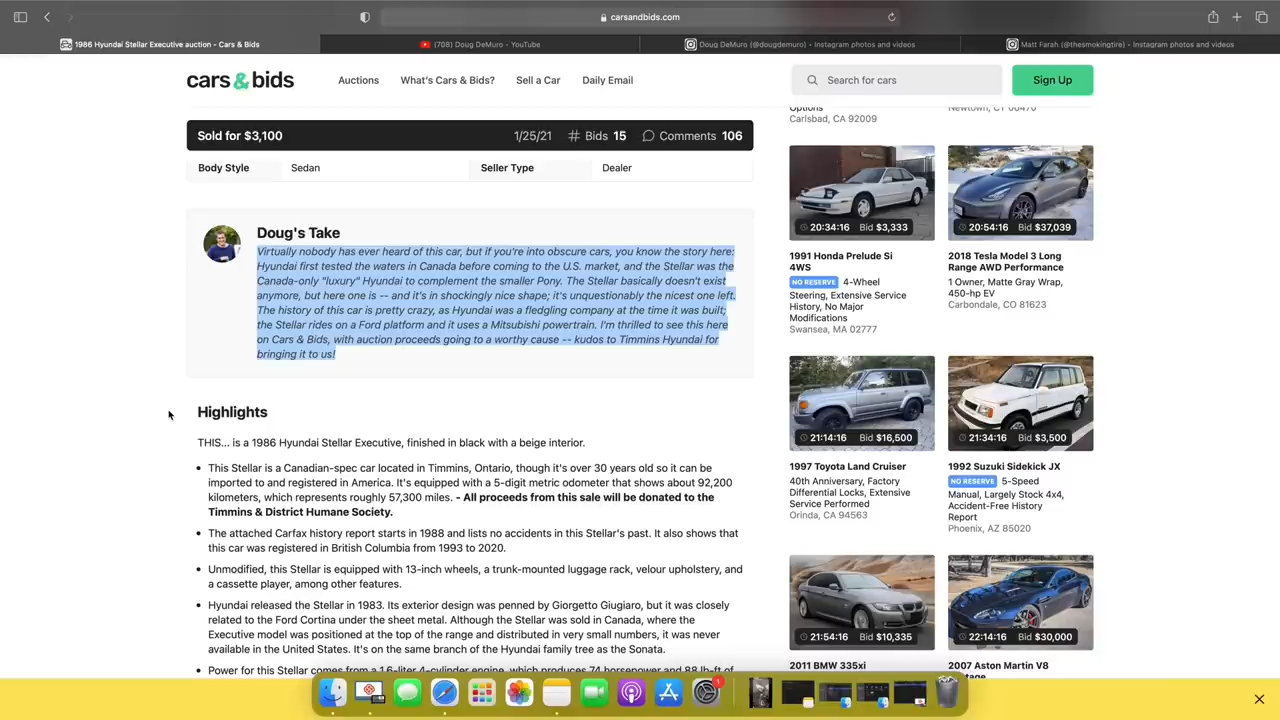 carsandbids.com
1986 Hyundai Stellar Executive auction - Cars & Bids
(708) Doug DeMuro - YouTube
Doug DeMuro (@dougdemuro) • Instagram photos and videos
Matt Farah (@thesmokingtire) • Instagram photos and videos
cars&bids
Auctions
What's Cars & Bids?
Sell a Car
Daily Email
Search for cars
Sign Up
Sold for $3,100
1/25/21
# Bids 15
Comments 106
Body Style
Sedan
Seller Type
Dealer
Doug's Take
Virtually nobody has ever heard of this car, but if you're into obscure cars, you know the story here:
Hyundai first tested the waters in Canada before coming to the U.S. market, and the Stellar was the
Canada-only "luxury" Hyundai to complement the smaller Pony. The Stellar basically doesn't exist
anymore, but here one is -- and it's in shockingly nice shape; it's unquestionably the nicest one left.
The history of this car is pretty crazy, as Hyundai was a fledgling company at the time it was built;
the Stellar rides on a Ford platform and it uses a Mitsubishi powertrain. I'm thrilled to see this here
on Cars & Bids, with auction proceeds going to a worthy cause -- kudos to Timmins Hyundai for
bringing it to us!
Highlights
THIS... is a 1986 Hyundai Stellar Executive, finished in black with a beige interior.
• This Stellar is a Canadian-spec car located in Timmins, Ontario, though it's over 30 years old so it can be
imported to and registered in America. It's equipped with a 5-digit metric odometer that shows about 92,200
kilometers, which represents roughly 57,300 miles. - All proceeds from this sale will be donated to the
Timmins & District Humane Society.
• The attached Carfax history report starts in 1988 and lists no accidents in this Stellar's past. It also shows that
this car was registered in British Columbia from 1993 to 2020.
• Unmodified, this Stellar is equipped with 13-inch wheels, a trunk-mounted luggage rack, velour upholstery, and
a cassette player, among other features.
• Hyundai released the Stellar in 1983. Its exterior design was penned by Giorgetto Giugiaro, but it was closely
related to the Ford Cortina under the sheet metal. Although the Stellar was sold in Canada, where the
Executive model was positioned at the top of the range and distributed in very small numbers, it was never
available in the United States. It's on the same branch of the Hyundai family tree as the Sonata.
• Power for this Stellar comes from a 1.6-liter 4-cylinder engine, which produces 74 horsepower and 88 lb-ft of
Options
Carlsbad, CA 92009
Newtown, CT 06470
20:34:16 Bid $3,333
1991 Honda Prelude Si
4WS
NO RESERVE 4-Wheel
Steering, Extensive Service
History, No Major
Modifications
Swansea, MA 02777
20:54:16 Bid $37,039
2018 Tesla Model 3 Long
Range AWD Performance
1 Owner, Matte Gray Wrap,
450-hp EV
Carbondale, CO 81623
21:14:16 Bid $16,500
1997 Toyota Land Cruiser
40th Anniversary, Factory
Differential Locks, Extensive
Service Performed
Orinda, CA 94563
21:34:16 Bid $3,500
1992 Suzuki Sidekick JX
NO RESERVE 5-Speed
Manual, Largely Stock 4x4,
Accident-Free History
Report
Phoenix, AZ 85020
21:54:16 Bid $10,335
2011 BMW 335xi
22:14:16 Bid $30,000
2007 Aston Martin V8
1